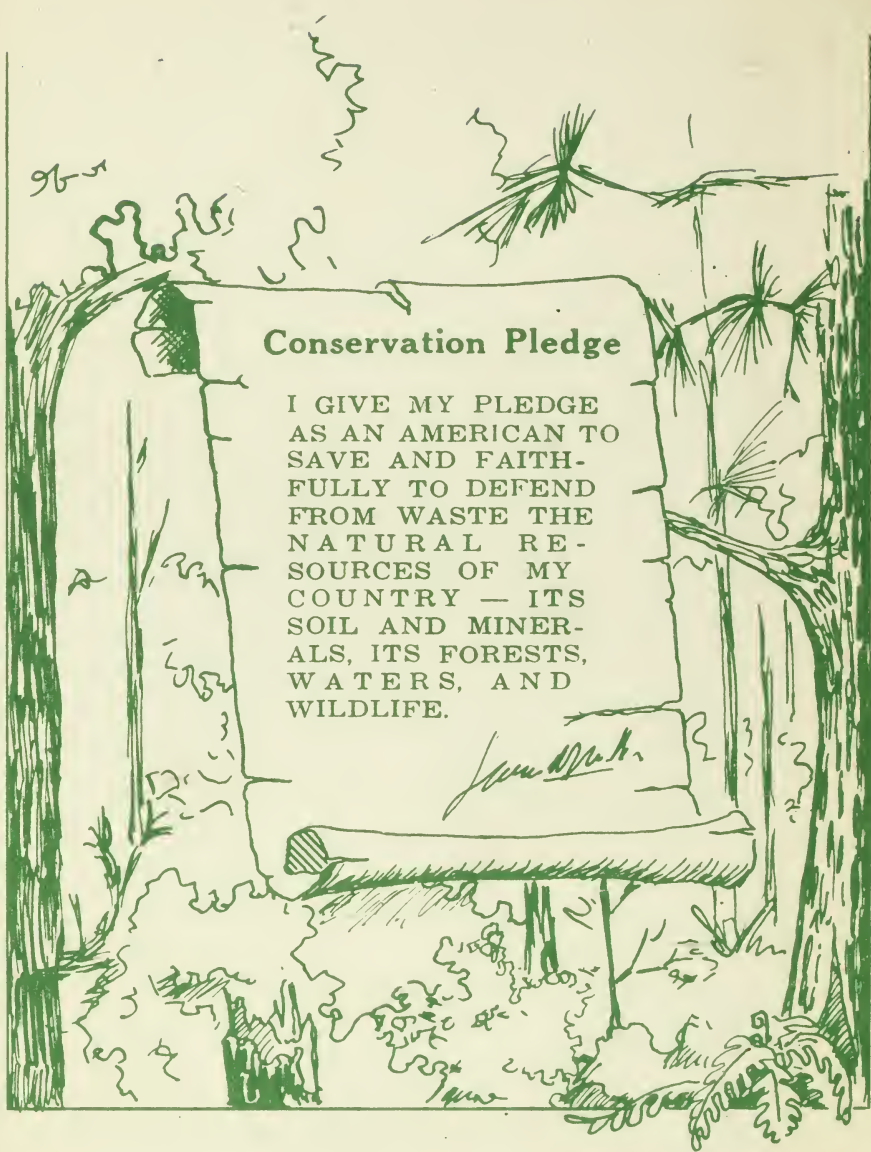 Conservation Pledge
I GIVE MY PLEDGE
AS AN AMERICAN TO
SAVE AND FAITH-
FULLY TO DEFEND
FROM WASTE THE
NATURAL RE-
SOURCES OF MY
COUNTRY — ITS
SOIL AND MINER-
ALS, ITS FORESTS,
WATERS, AND
WILDLIFE.